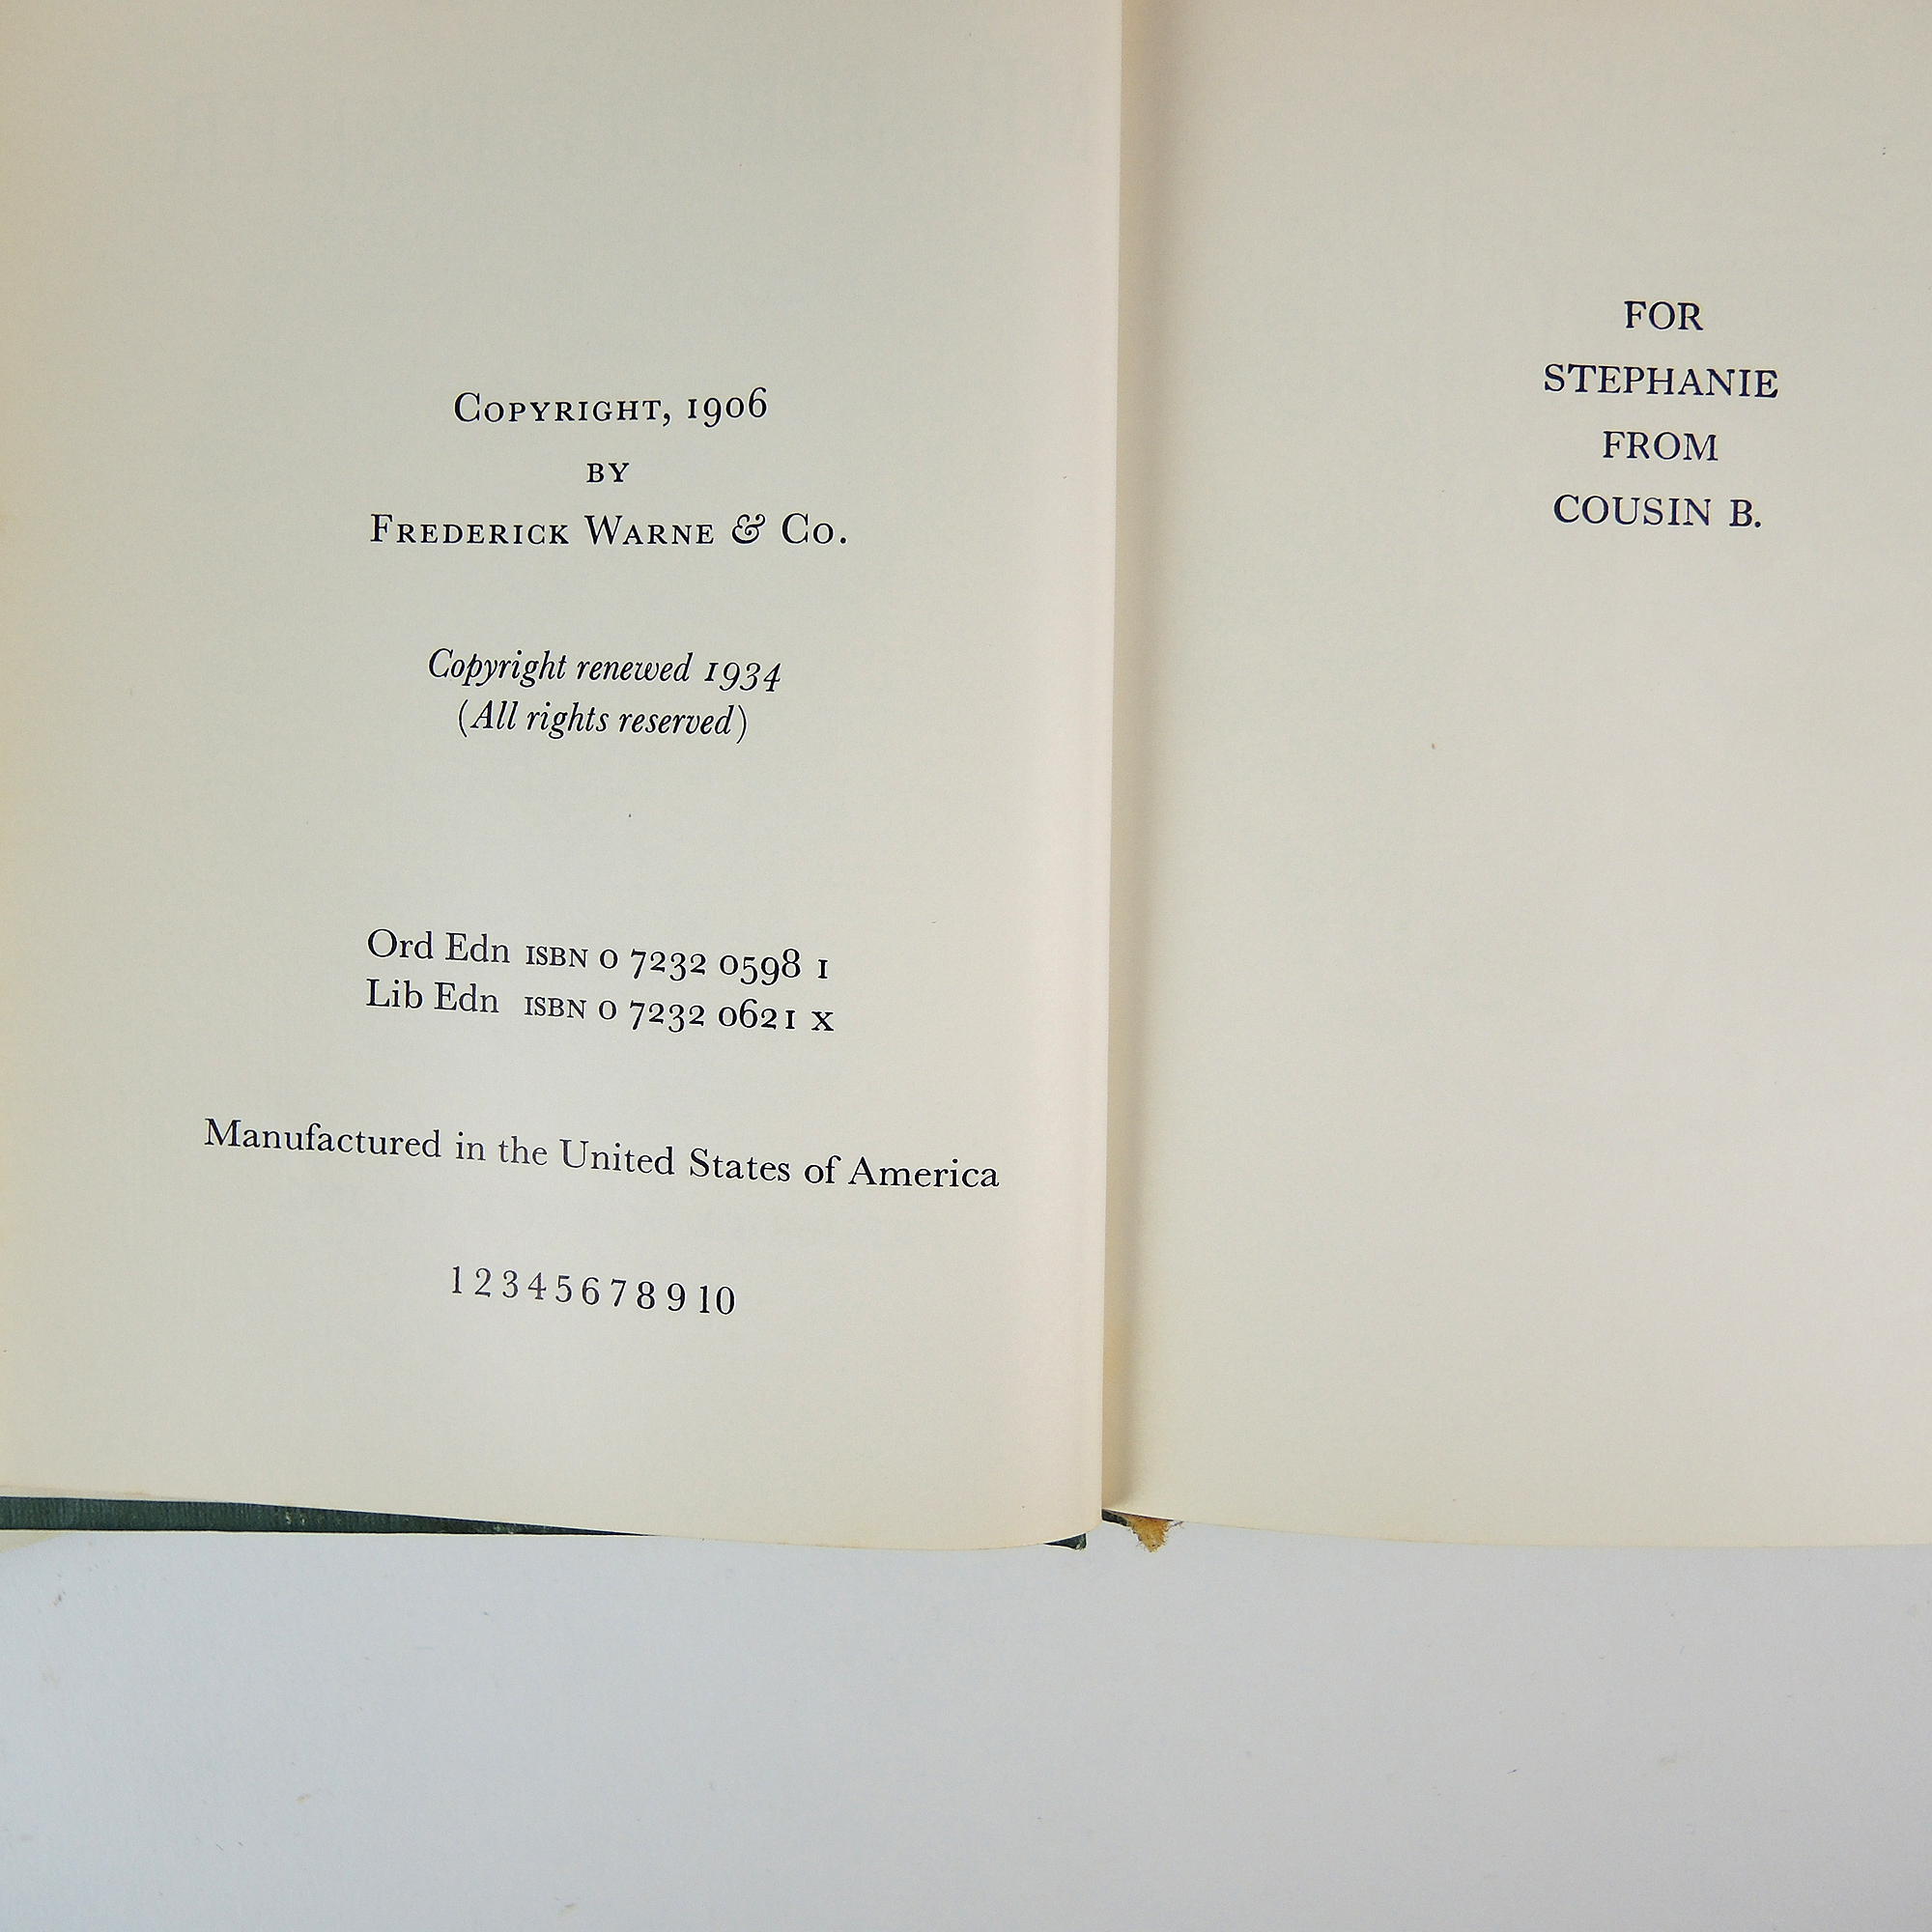 Copyright, 1906
by
Frederick Warne & Co.
Copyright renewed 1934
(All rights reserved)
Ord Edn ISBN 0 7232 0598 1
Lib Edn ISBN 0 7232 0621 X
Manufactured in the United States of America
1 2 3 4 5 6 7 8 9 10
FOR
STEPHANIE
FROM
COUSIN B.